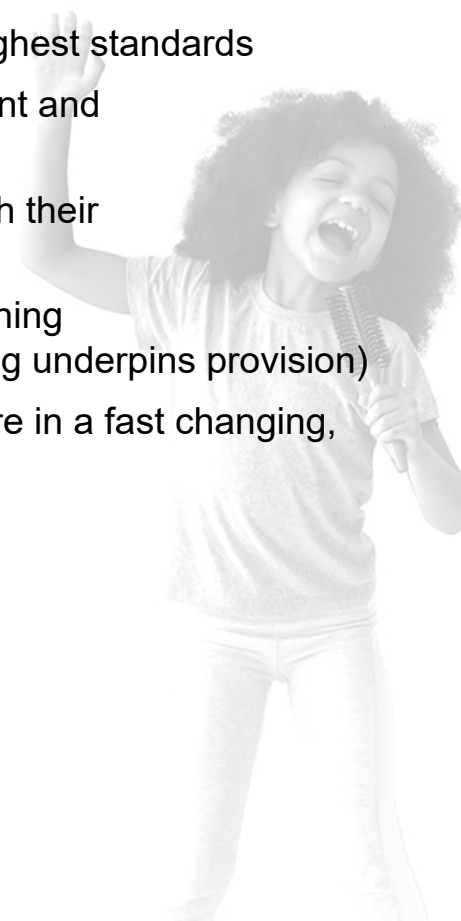 ghest standards
nt and
h their
ning
g underpins provision)
re in a fast changing,